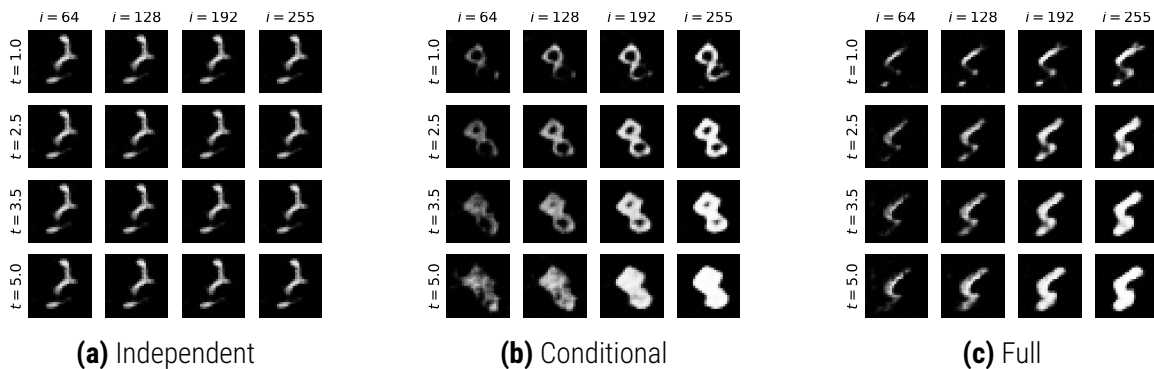 i = 64 i = 128 i = 192 i = 255
t = 1.0
t = 2.5
t = 3.5
t = 5.0
(a) Independent
i = 64 i = 128 i = 192 i = 255
t = 1.0
t = 2.5
t = 3.5
t = 5.0
(b) Conditional
i = 64 i = 128 i = 192 i = 255
t = 1.0
t = 2.5
t = 3.5
t = 5.0
(c) Full